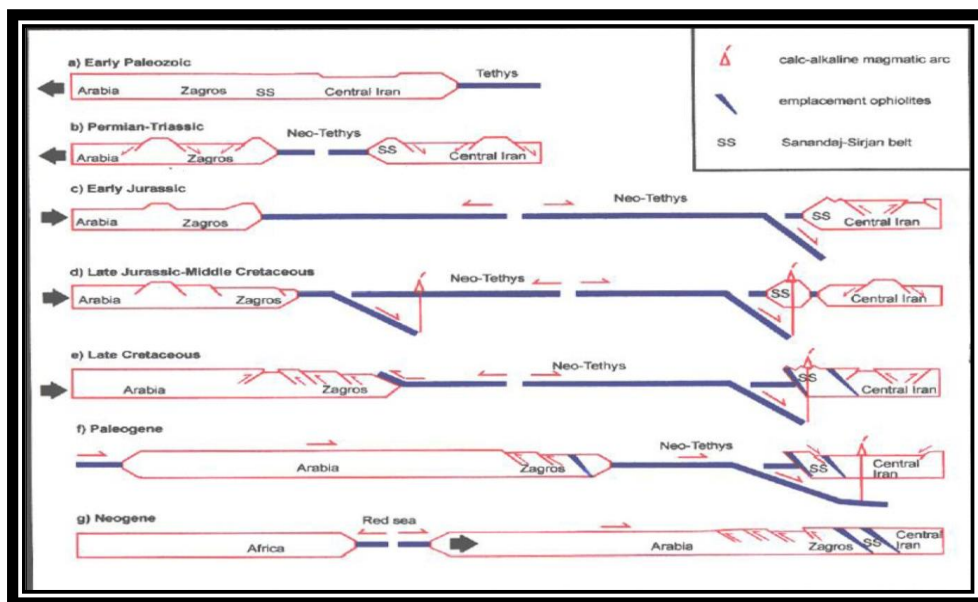 a) Early Paleozoic
Arabia Zagros SS Central Iran Tethys
b) Permian-Triassic
Arabia Zagros Neo-Tethys SS Central Iran
c) Early Jurassic
Arabia Zagros Neo-Tethys SS Central Iran
d) Late Jurassic-Middle Cretaceous
Arabia Zagros Neo-Tethys SS Central Iran
e) Late Cretaceous
Arabia Zagros Neo-Tethys SS Central Iran
f) Paleogene
Arabia Zagros Neo-Tethys SS Central
Iran
g) Neogene
Africa Red sea Arabia Zagros SS Central
Iran
calc-alkaline magmatic arc
emplacement ophiolites
SS Sanandaj-Sirjan belt